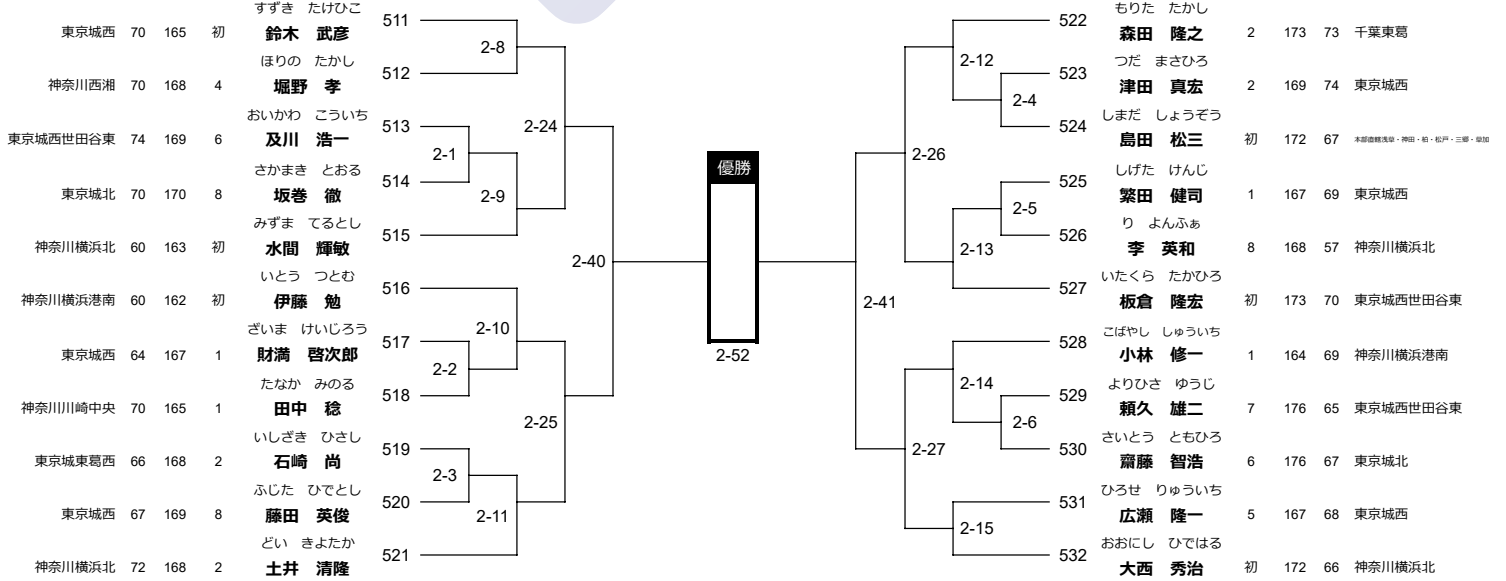 すずき　たけひこ
東京城西 70 165 初 鈴木　武彦 511
ほりの　たかし
神奈川西湘 70 168 4 堀野　孝 512
おいかわ　こういち
東京城西世田谷東 74 169 6 及川　浩一 513
さかまき　とおる
東京城北 70 170 8 坂巻　徹 514
みずま　てるとし
神奈川横浜北 60 163 初 水間　輝敏 515
いとう　つとむ
神奈川横浜港南 60 162 初 伊藤　勉 516
ざいま　けいじろう
東京城西 64 167 1 財満　啓次郎 517
たなか　みのる
神奈川川崎中央 70 165 1 田中　稔 518
いしざき　ひさし
東京城東葛西 66 168 2 石崎　尚 519
ふじた　ひでとし
東京城西 67 169 8 藤田　英俊 520
どい　きよたか
神奈川横浜北 72 168 2 土井　清隆 521
2-8
2-1
2-9
2-24
2-10
2-2
2-3
2-11
2-25
2-40
優勝
2-52
もりた　たかし
522 森田　隆之 2 173 73 千葉東葛
つだ　まさひろ
523 津田　真宏 2 169 74 東京城西
しまだ　しょうぞう
524 島田　松三 初 172 67 本部直轄浅草・神田・柏・松戸・三郷・草加
しげた　けんじ
525 繁田　健司 1 167 69 東京城西
り　よんふぁ
526 李　英和 8 168 57 神奈川横浜北
いたくら　たかひろ
527 板倉　隆宏 初 173 70 東京城西世田谷東
こばやし　しゅういち
528 小林　修一 1 164 69 神奈川横浜港南
よりひさ　ゆうじ
529 頼久　雄二 7 176 65 東京城西世田谷東
さいとう　ともひろ
530 齋藤　智浩 6 176 67 東京城北
ひろせ　りゅういち
531 広瀬　隆一 5 167 68 東京城西
おおにし　ひではる
532 大西　秀治 初 172 66 神奈川横浜北
2-12
2-4
2-26
2-5
2-13
2-41
2-14
2-6
2-27
2-15